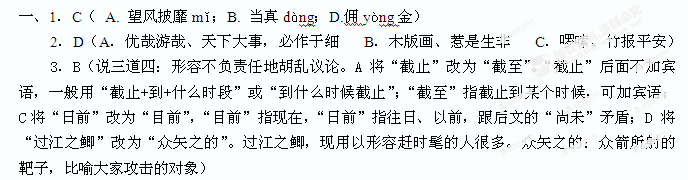 一、1. C（ A. 望风披靡mǐ；B. 当真dòng；D.佣yòng金）
2. D（A．优哉游哉、天下大事，必作于细 B．木版画、惹是生非 C．啰嗦、竹报平安）
3. B（说三道四：形容不负责任地胡乱议论。A 将“截止”改为“截至”，“截止”后面不加宾
语，一般用“截止+到+什么时段”或“到什么时候截止”；“截至”指截止到某个时候，可加宾语；
C将“日前”改为“目前”，“目前”指现在，“日前”指往日、以前，跟后文的“尚未”矛盾；D 将
“过江之鲫”改为“众矢之的”。过江之鲫，现用以形容赶时髦的人很多。众矢之的：众箭所射的
靶子，比喻大家攻击的对象）